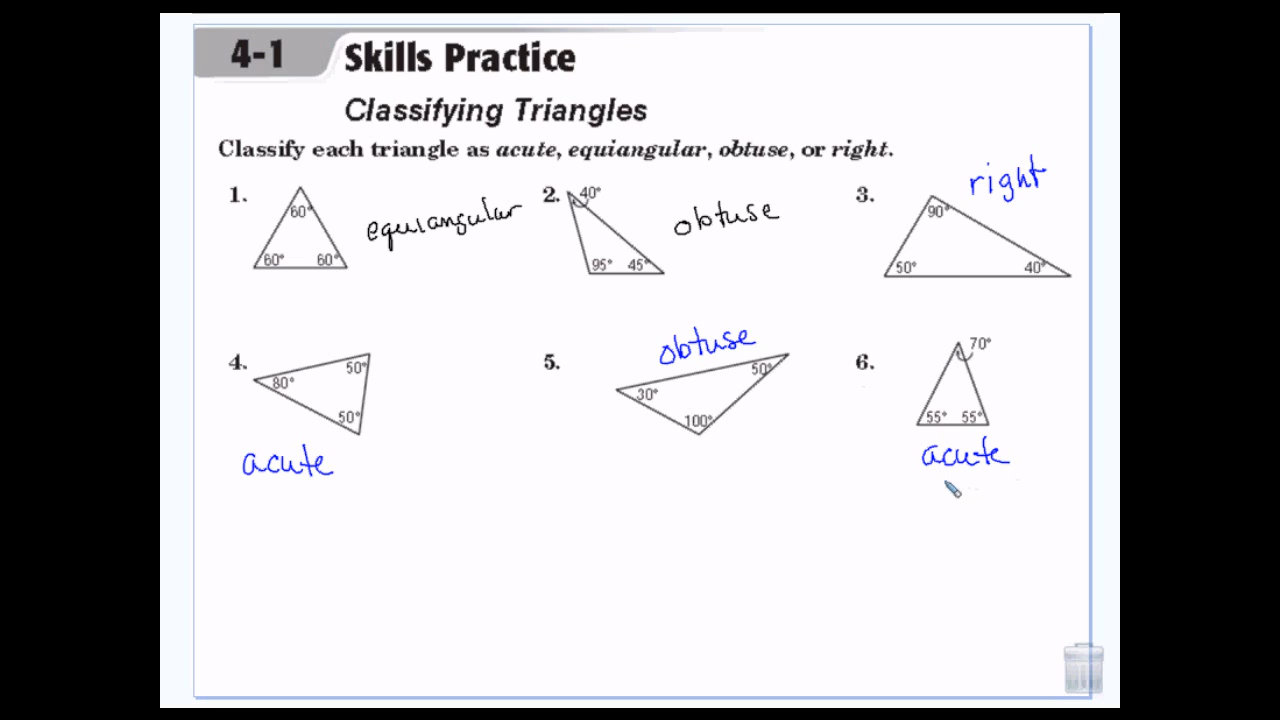 4-1 Skills Practice
Classifying Triangles
Classify each triangle as acute, equiangular, obtuse, or right.
1. 60° 60° 60° equiangular
2. 40° 95° 45° obtuse
3. 90° 50° 40° right
4. 80° 50° 50° acute
5. 30° 100° 50° obtuse
6. 70° 55° 55° acute